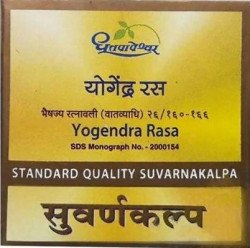 धूतपापेश्वर
योगेंद्र रस
भैषज्य रत्नावली (वातव्याधि) २६/१६०-१६६
Yogendra Rasa
SDS Monograph No. - 2000154
STANDARD QUALITY SUVARNAKALPA
सुवर्णकल्प